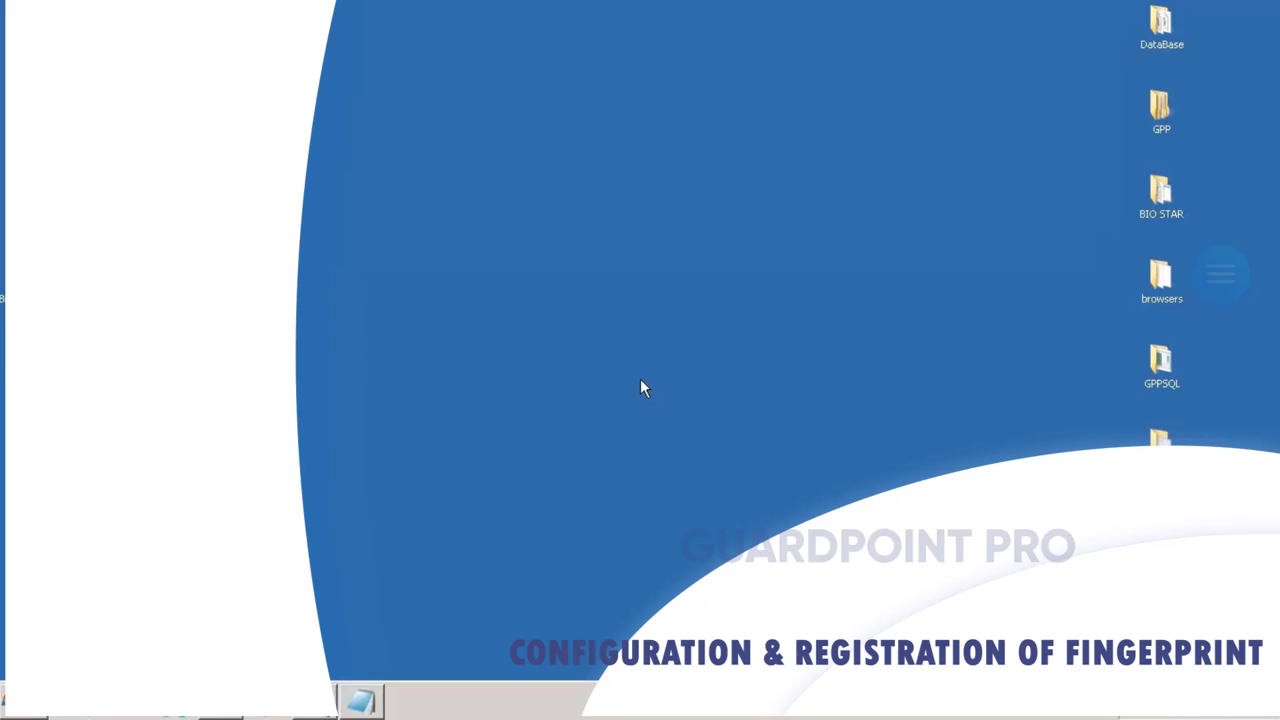 DataBase
GPP
BIO STAR
browsers
GPPSQL
GUARDPOINT PRO
CONFIGURATION & REGISTRATION OF FINGERPRINT